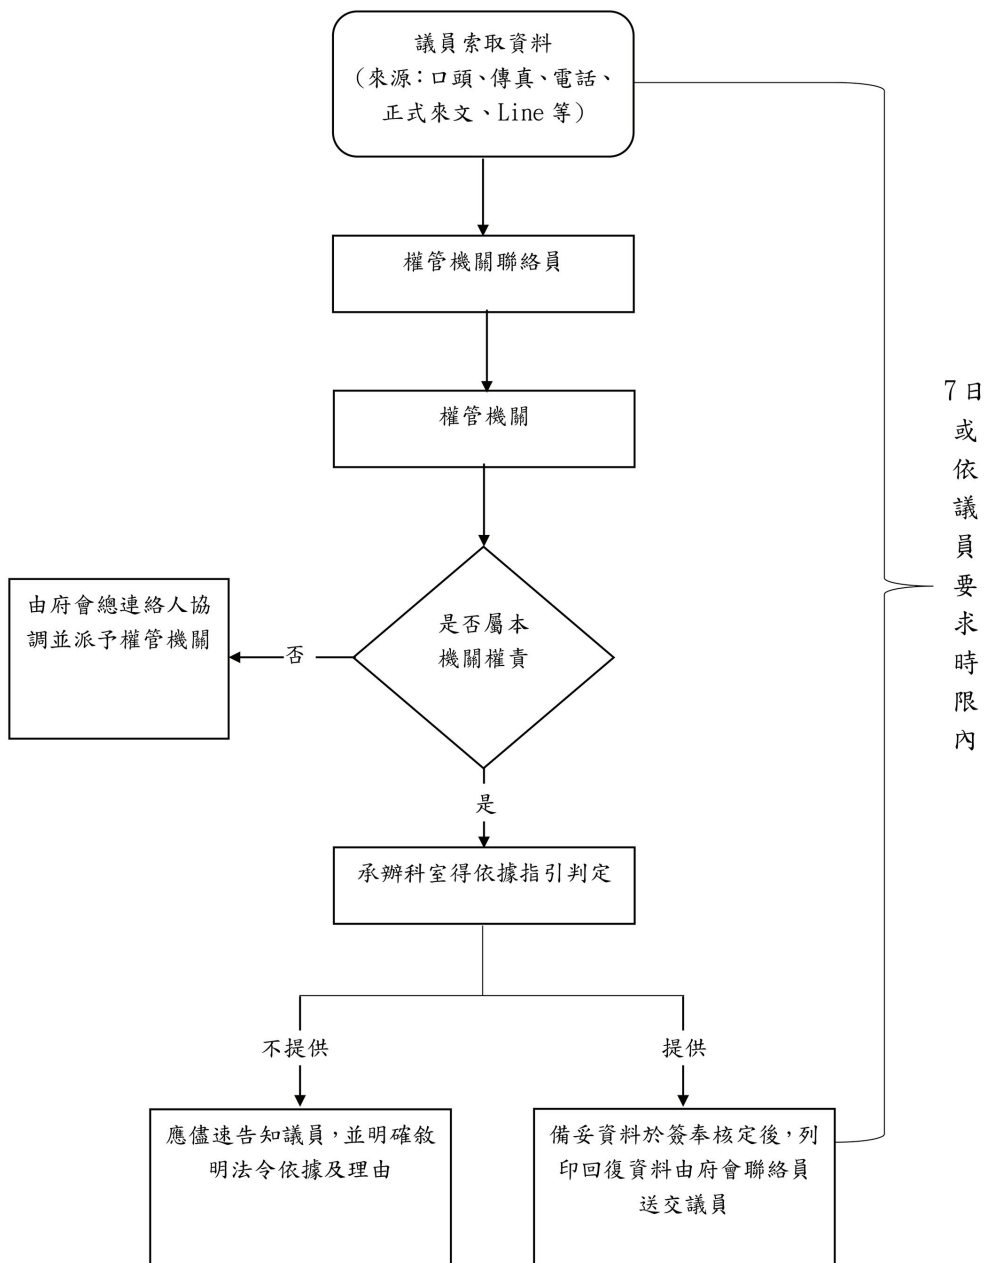 議員索取資料
（來源：口頭、傳真、電話、
正式來文、Line 等）
權管機關聯絡員
權管機關
是否屬本
機關權責
否
由府會總連絡人協
調並派予權管機關
是
承辦科室得依據指引判定
不提供
提供
應儘速告知議員，並明確敘
明法令依據及理由
備妥資料於簽奉核定後，列
印回復資料由府會聯絡員
送交議員
7日或依議員要求時限內